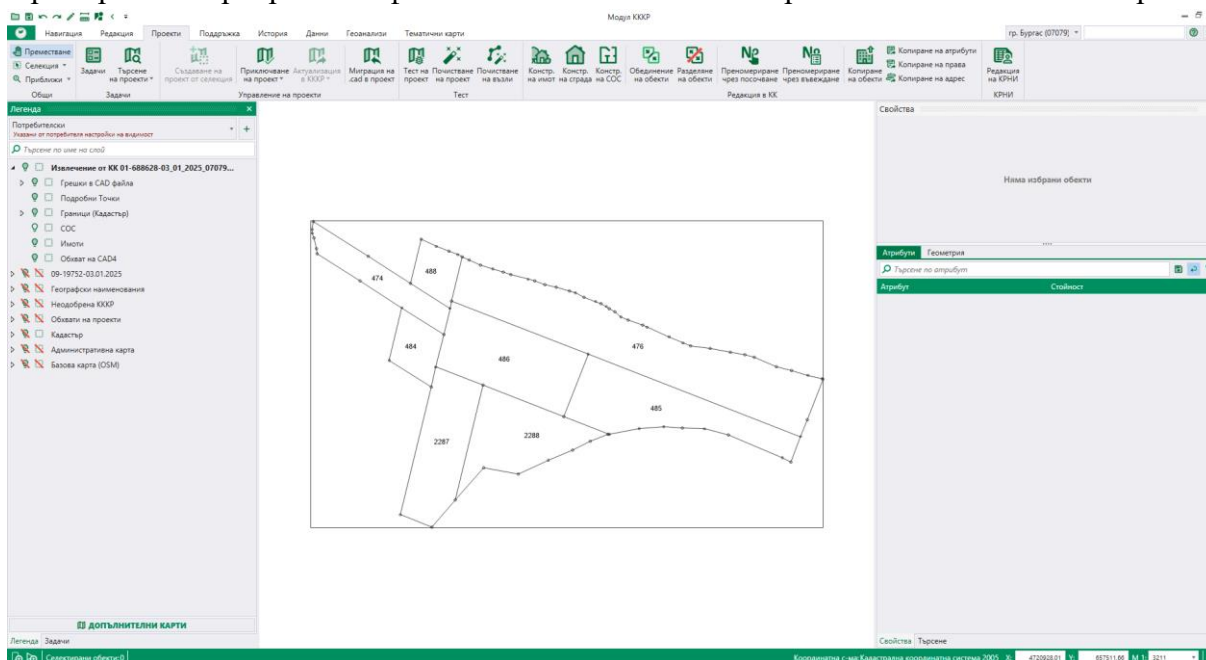 Модул КККР
Навигация Редакция Проекти Поддръжка История Данни Геоанализи Тематични карти гр. Бургас (07079)
Преместване
Селекция
Приближи
Задачи
Търсене на проекти
Създаване на проект от селекция
Приключване на проект
Актуализация в КККР
Миграция на .cad в проект
Тест на проект
Почистване на проект
Почистване на възли
Констр. на имот
Констр. на сграда
Констр. на СОС
Обединение на обекти
Разделяне на обекти
Преномериране чрез посочване
Преномериране чрез въвеждане
Копиране на обекти
Копиране на атрибути
Копиране на права
Копиране на адрес
Редакция на КРНИ
Общи Задачи Управление на проекти Тест Редакция в КК КРНИ
Легенда
Потребителски
Указани от потребителя настройки на видимост
Търсене по име на слой
Извлечение от КК 01-688628-03_01_2025_07079...
Грешки в CAD файла
Подробни Точки
Граници (Кадастър)
СОС
Имоти
Обхват на CAD4
09-19752-03.01.2025
Географски наименования
Неодобрена КККР
Обхвати на проекти
Кадастър
Административна карта
Базова карта (OSM)
ДОПЪЛНИТЕЛНИ КАРТИ
Легенда Задачи
474
488
476
484
486
485
2287
2288
Свойства
Няма избрани обекти
Атрибути Геометрия
Търсене по атрибут
Атрибут Стойност
Свойства Търсене
Селектирани обекти:0
Координатна с-ма:Кадастрална координатна система 2005 X: 4720928.01 Y: 657511.66 М 1: 3211